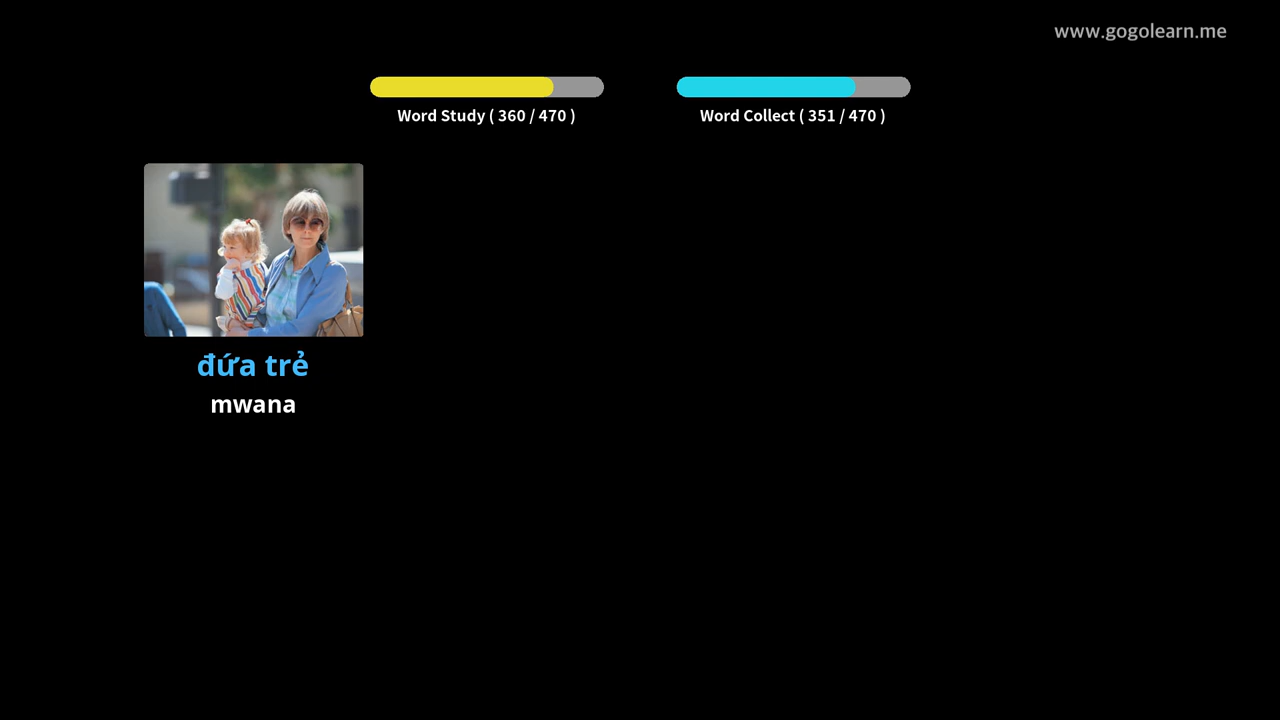 www.gogolearn.me
Word Study ( 360 / 470 )
Word Collect ( 351 / 470 )
đứa trẻ
mwana